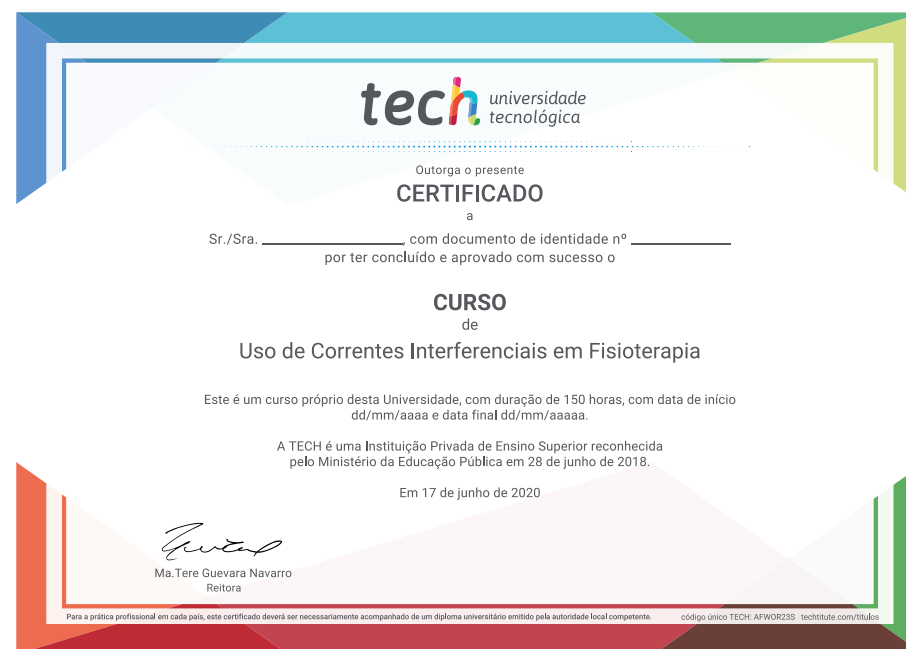 tech universidade
tecnológica
Outorga o presente
CERTIFICADO
a
Sr./Sra. ________________, com documento de identidade nº ____________
por ter concluído e aprovado com sucesso o
CURSO
de
Uso de Correntes Interferenciais em Fisioterapia
Este é um curso próprio desta Universidade, com duração de 150 horas, com data de início
dd/mm/aaaa e data final dd/mm/aaaaa.
A TECH é uma Instituição Privada de Ensino Superior reconhecida
pelo Ministério da Educação Pública em 28 de junho de 2018.
Em 17 de junho de 2020
Ma.Tere Guevara Navarro
Reitora
Para a prática profissional em cada país, este certificado deverá ser necessariamente acompanhado de um diploma universitário emitido pela autoridade local competente. código único TECH: AFWOR23S techtitute.com/titulos